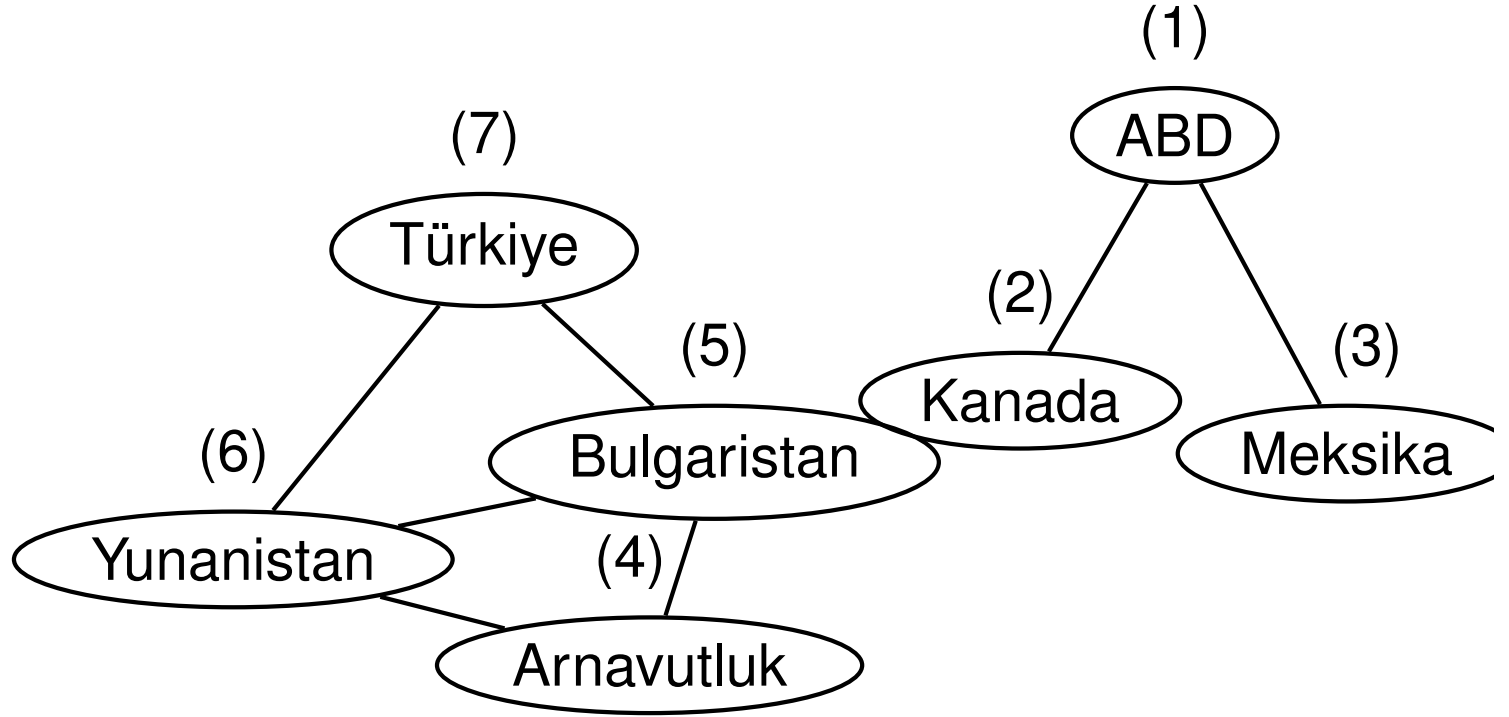 (1)
ABD
(7)
Türkiye
(2)
(5)
(3)
Kanada
(6)
Bulgaristan
Meksika
(4)
Yunanistan
Arnavutluk